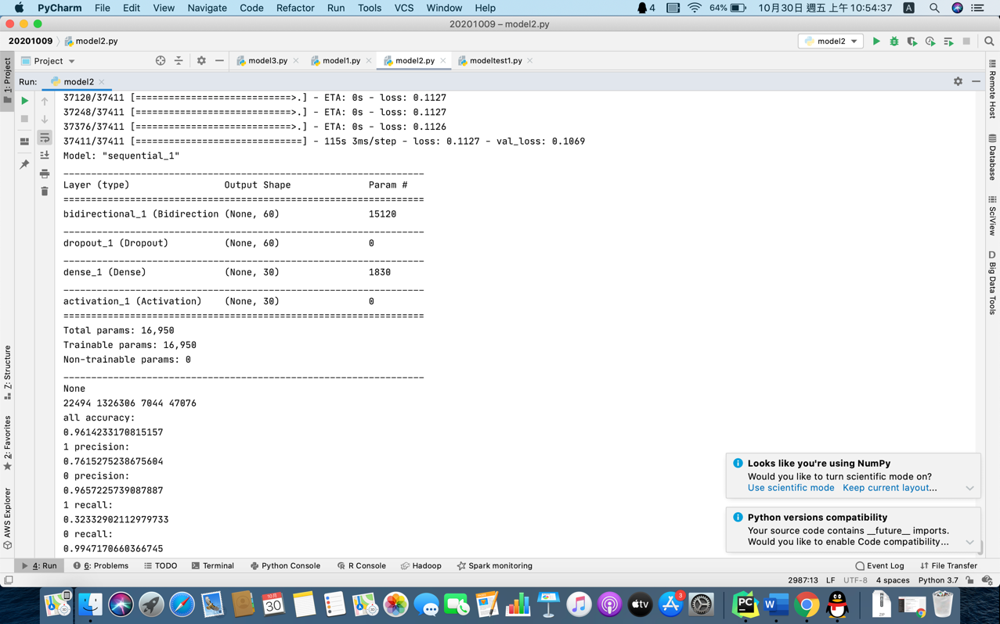 PyCharm File Edit View Navigate Code Refactor Run Tools VCS Window Help 4 64% 10月30日 週五 上午10:54:37 A
20201009 – model2.py
20201009 model2.py model2
Project model3.py model1.py model2.py modeltest1.py
Run: model2
1: Project
37120/37411 [============================>.] - ETA: 0s - loss: 0.1127
37248/37411 [============================>.] - ETA: 0s - loss: 0.1127
37376/37411 [============================>.] - ETA: 0s - loss: 0.1126
37411/37411 [==============================] - 115s 3ms/step - loss: 0.1127 - val_loss: 0.1069
Model: "sequential_1"
_________________________________________________________________
Layer (type) Output Shape Param #
=================================================================
bidirectional_1 (Bidirection (None, 60) 15120
_________________________________________________________________
dropout_1 (Dropout) (None, 60) 0
_________________________________________________________________
dense_1 (Dense) (None, 30) 1830
_________________________________________________________________
activation_1 (Activation) (None, 30) 0
=================================================================
Total params: 16,950
Trainable params: 16,950
Non-trainable params: 0
_________________________________________________________________
None
22494 1326306 7044 47076
all accuracy:
0.9614233170815157
1 precision:
0.7615275238675604
0 precision:
0.9657225739087887
1 recall:
0.32332902112979733
0 recall:
0.9947170660366745
Z: Structure
2: Favorites
AWS Explorer
Remote Host
Database
SciView
D Big Data Tools
Looks like you're using NumPy
Would you like to turn scientific mode on?
Use scientific mode Keep current layout...
Python versions compatibility
Your source code contains __future__ imports.
Would you like to enable Code compatibility...
4: Run 6: Problems TODO Terminal Python Console R Console Hadoop Spark monitoring Event Log File Transfer
2987:13 LF UTF-8 4 spaces Python 3.7
10月
30
tv
3
PC
W
ZIP